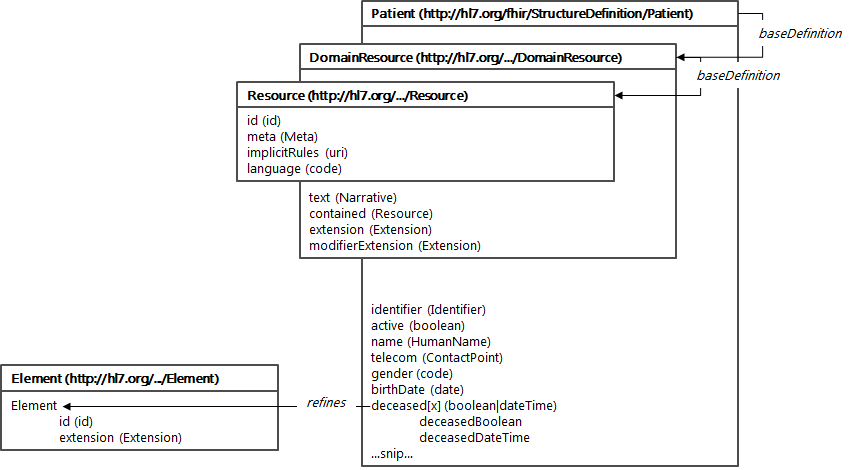 Patient (http://hl7.org/fhir/StructureDefinition/Patient)
baseDefinition
DomainResource (http://hl7.org/.../DomainResource)
baseDefinition
Resource (http://hl7.org/.../Resource)
id (id)
meta (Meta)
implicitRules (uri)
language (code)
text (Narrative)
contained (Resource)
extension (Extension)
modifierExtension (Extension)
identifier (Identifier)
active (boolean)
name (HumanName)
telecom (ContactPoint)
gender (code)
birthDate (date)
deceased[x] (boolean|dateTime)
deceasedBoolean
deceasedDateTime
...snip...
refines
Element (http://hl7.org/.../Element)
Element
id (id)
extension (Extension)